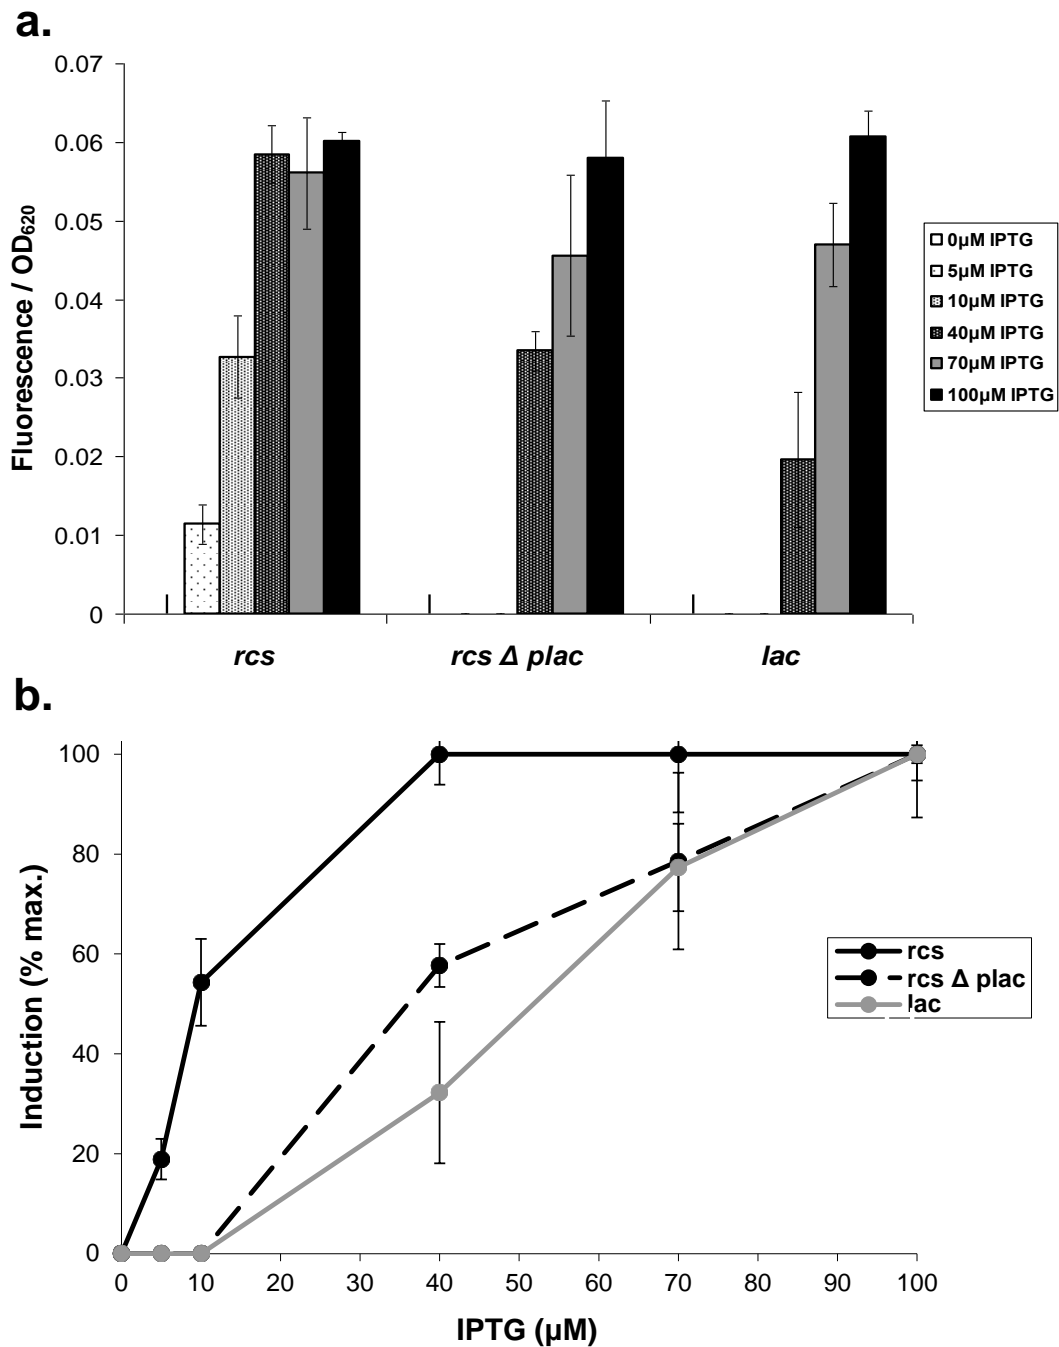 a.
0.07
0.06
0.05
0.04
0.03
0.02
0.01
0
Fluorescence / OD620
rcs
rcs Δ plac
lac
0µM IPTG
5µM IPTG
10µM IPTG
40µM IPTG
70µM IPTG
100µM IPTG
b.
100
80
60
40
20
0
Induction (% max.)
0 10 20 30 40 50 60 70 80 90 100
IPTG (µM)
rcs
rcs Δ plac
lac